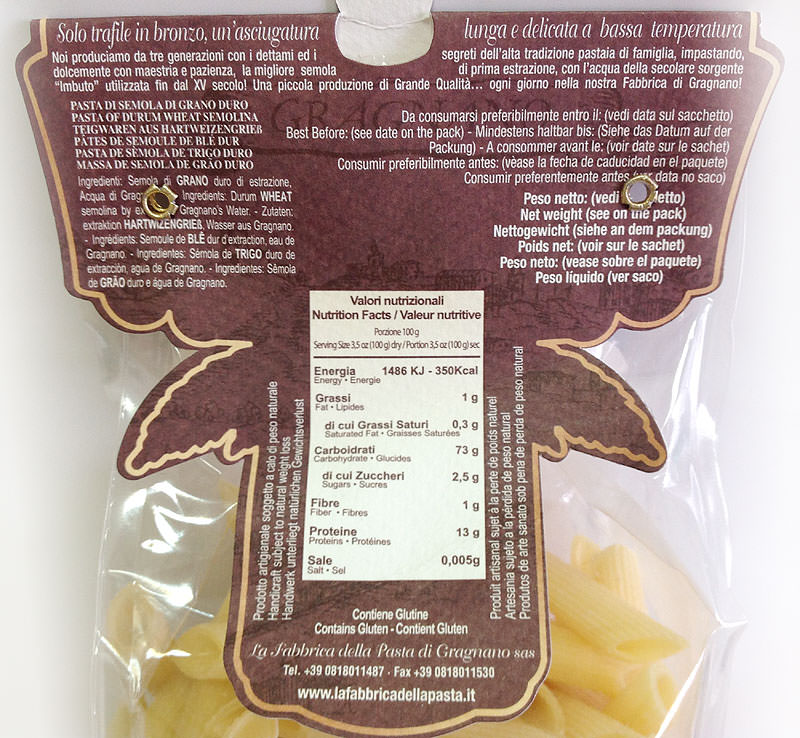 Solo trafile in bronzo, un'asciugatura lunga e delicata a bassa temperatura
Noi produciamo da tre generazioni con i dettami ed i segreti dell'alta tradizione pastaia di famiglia, impastando,
dolcemente con maestria e pazienza, la migliore semola di prima estrazione, con l'acqua della secolare sorgente
"Imbuto" utilizzata fin dal XV secolo! Una piccola produzione di Grande Qualità... ogni giorno nella nostra Fabbrica di Gragnano!
GRAGNANO
PASTA DI SEMOLA DI GRANO DURO
PASTA OF DURUM WHEAT SEMOLINA
TEIGWAREN AUS HARTWEIZENGRIEß
PÂTES DE SEMOULE DE BLÉ DUR
PASTA DE SÉMOLA DE TRIGO DURO
MASSA DE SEMOLA DE GRÃO DURO
Ingredienti: Semola di GRANO duro di estrazione,
Acqua di Ingredients: Durum WHEAT
semolina by Gragnano's Water. - Zutaten:
extraktion HARTWIZENGRIEß, Wasser aus Gragnano.
- Ingrédients: Semoule de BLÉ dur d'extraction, eau de
Gragnano. - Ingredientes: Sémola de TRIGO duro de
extracción, agua de Gragnano. - Ingredientes: Sêmola
de GRÃO duro e água de Gragnano.
Da consumarsi preferibilmente entro il: (vedi data sul sacchetto)
Best Before: (see date on the pack) - Mindestens haltbar bis: (Siehe das Datum auf der
Packung) - A consommer avant le: (voir date sur le sachet)
Consumir preferibilmente antes: (vèase la fecha de caducidad en el paquete)
Consumir preferentemente antes data no saco)
Peso netto: (vedi
Net weight (see on the pack)
Nettogewicht (siehe an dem packung)
Poids net: (voir sur le sachet)
Peso neto: (vease sobre el paquete)
Peso liquido (ver saco)
Valori nutrizionali
Nutrition Facts / Valeur nutritive
Porzione 100 g
Serving Size 3,5 oz (100 g) dry / Portion 3,5 oz (100 g) sec
Energia 1486 KJ - 350Kcal
Energy • Energie
Grassi 1 g
Fat • Lipides
di cui Grassi Saturi 0,3 g
Saturated Fat • Graisses Saturées
Carboidrati 73 g
Carbohydrate • Glucides
di cui Zuccheri 2,5 g
Sugars • Sucres
Fibre 1 g
Fiber • Fibres
Proteine 13 g
Proteins • Protéines
Sale 0,005g
Salt • Sel
Prodotto artigianale soggetto a calo di peso naturale
Handicraft subject to natural weight loss
Handwerk unterliegt natürlichen Gewichtsverlust
Produit artisanal sujet à la perte de poids naturel
Artesanía sujeto à la pérdida de peso natural
Produtos de arte sanato sob pena de perda de peso natural
Contiene Glutine
Contains Gluten - Contient Gluten
La Fabbrica della Pasta di Gragnano sas
Tel. +39 0818011487 - Fax +39 0818011530
www.lafabbricadellapasta.it